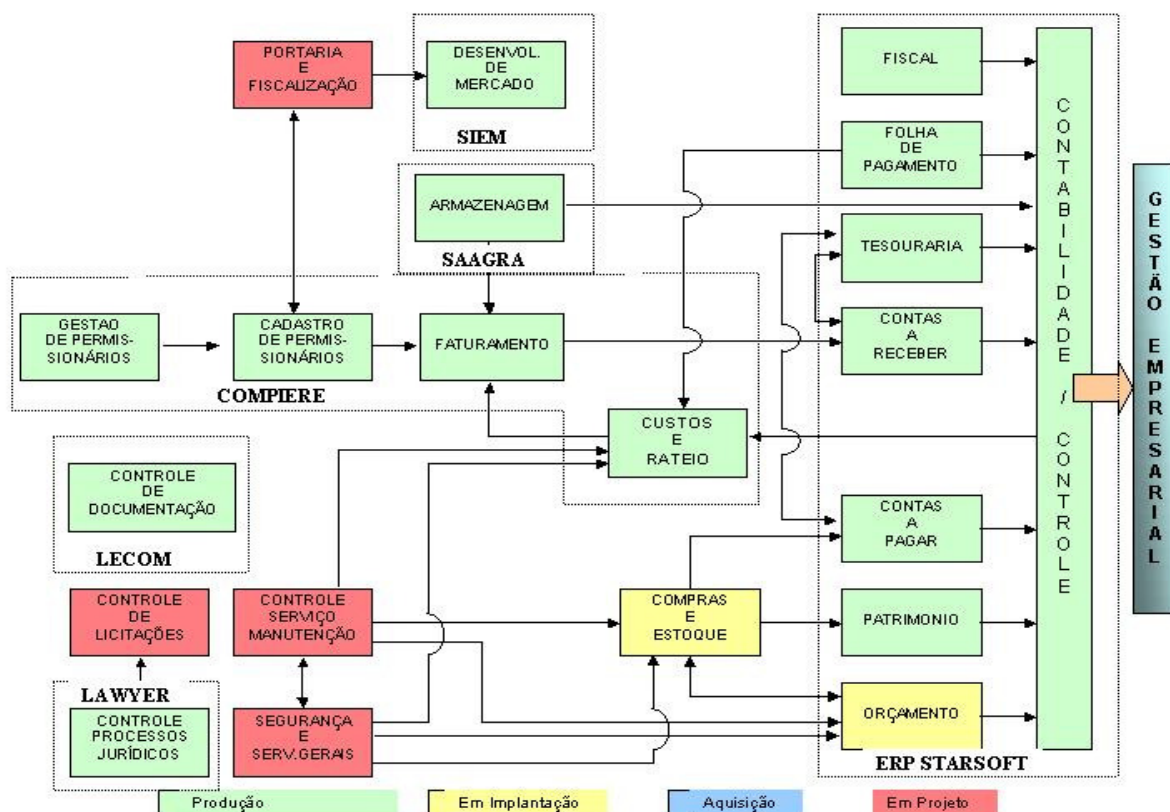 PORTARIA
E
FISCALIZAÇÃO
DESENVOL.
DE
MERCADO
SIEM
FISCAL
FOLHA
DE
PAGAMENTO
ARMAZENAGEM
SAAGRA
TESOURARIA
GESTAO
DE PERMIS-
SIONÁRIOS
CADASTRO
DE PERMIS-
SIONÁRIOS
FATURAMENTO
CONTAS
A
RECEBER
COMPIERE
CUSTOS
E
RATEIO
CONTROLE
DE
DOCUMENTAÇÃO
LECOM
CONTAS
A
PAGAR
CONTROLE
DE
LICITAÇÕES
CONTROLE
SERVIÇO
MANUTENÇÃO
COMPRAS
E
ESTOQUE
PATRIMONIO
LAWYER
CONTROLE
PROCESSOS
JURÍDICOS
SEGURANÇA
E
SERV.GERAIS
ORÇAMENTO
ERP STARSOFT
CONTABILIDADE / CONTROLE
GESTÃO EMPRESARIAL
Produção
Em Implantação
Aquisição
Em Projeto